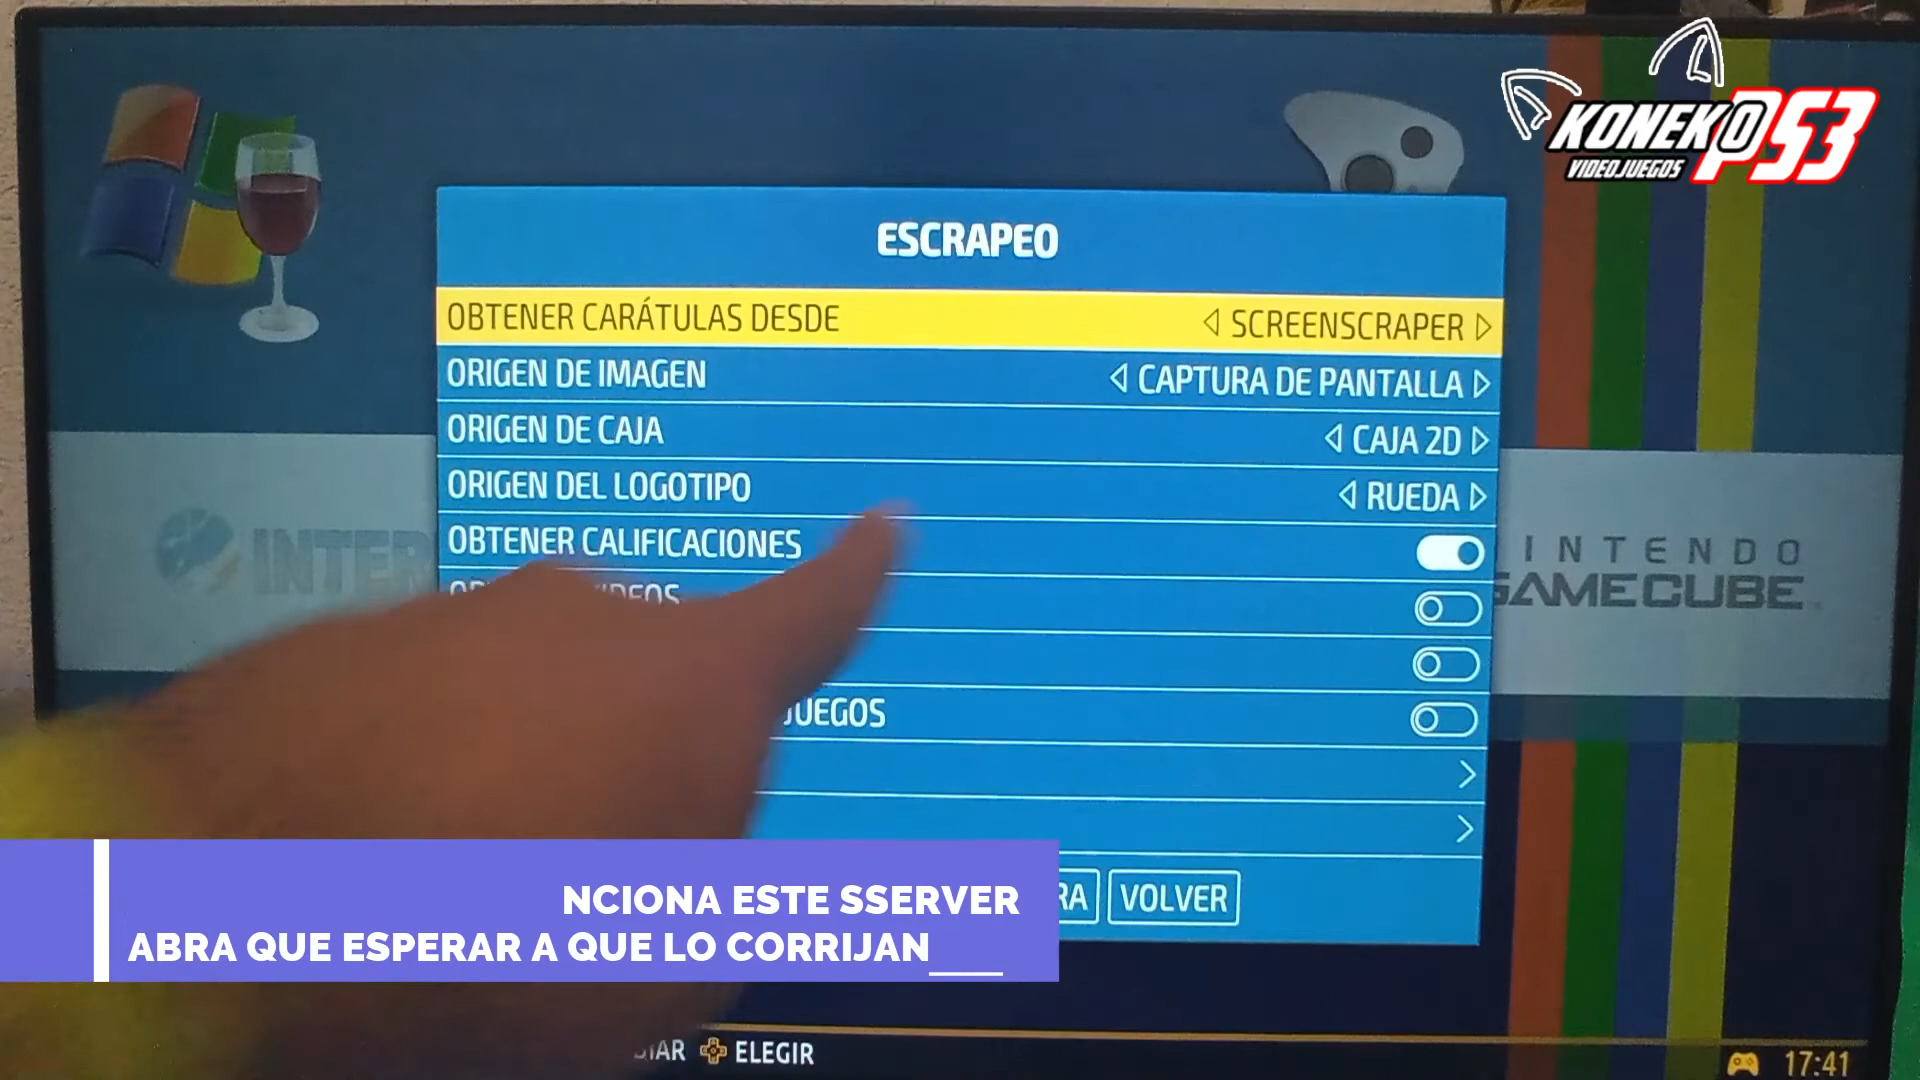 KONEKO PS3
VIDEOJUEGOS
ESCRAPEO
OBTENER CARÁTULAS DESDE
SCREENSCRAPER
ORIGEN DE IMAGEN
CAPTURA DE PANTALLA
ORIGEN DE CAJA
CAJA 2D
ORIGEN DEL LOGOTIPO
RUEDA
OBTENER CALIFICACIONES
INTER
INTENDO
GAMECUBE
JUEGOS
VOLVER
NCIONA ESTE SSERVER
ABRA QUE ESPERAR A QUE LO CORRIJAN
ELEGIR
17:41